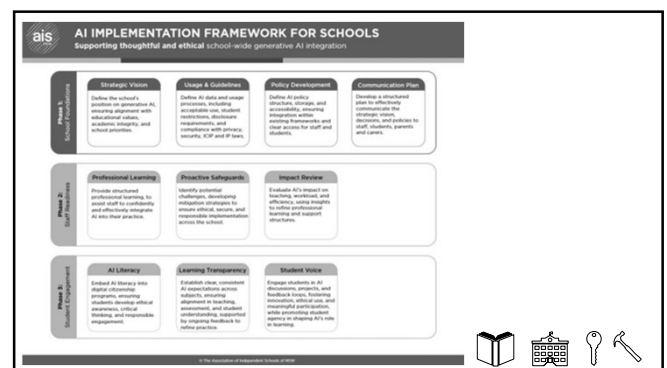 ais
AI IMPLEMENTATION FRAMEWORK FOR SCHOOLS
Supporting thoughtful and ethical school-wide generative AI integration
Phase 1:
School Foundations
Strategic Vision
Define the school's
position on generative AI,
ensuring alignment with
educational values,
academic integrity, and
school priorities.
Usage & Guidelines
Define AI data and usage
processes, including
acceptable use, student
restrictions, disclosure
requirements, and
compliance with privacy,
security, ICIP and IP laws.
Policy Development
Define AI policy
structure, storage, and
accessibility, ensuring
integration within
existing frameworks and
clear access for staff and
students.
Communication Plan
Develop a structured
plan to effectively
communicate the
strategic vision,
decisions, and policies to
staff, students, parents
and carers.
Phase 2:
Staff Readiness
Professional Learning
Provide structured
professional learning, to
assist staff to confidently
and effectively integrate
AI into their practice.
Proactive Safeguards
Identify potential
challenges, developing
mitigation strategies to
ensure ethical, secure, and
responsible implementation
across the school.
Impact Review
Evaluate AI's impact on
teaching, workload, and
efficiency, using insights
to refine professional
learning and support
structures.
Phase 3:
Student Engagement
AI Literacy
Embed AI literacy into
digital citizenship
programs, ensuring
students develop ethical
awareness, critical
thinking, and responsible
engagement.
Learning Transparency
Establish clear, consistent
AI expectations across
subjects, ensuring
alignment in teaching,
assessment, and student
understanding, supported
by ongoing feedback to
refine practice.
Student Voice
Engage students in AI
discussions, projects, and
feedback loops, fostering
innovation, ethical use, and
meaningful participation,
while promoting student
agency in shaping AI's role
in learning.
© The Association of Independent Schools of NSW